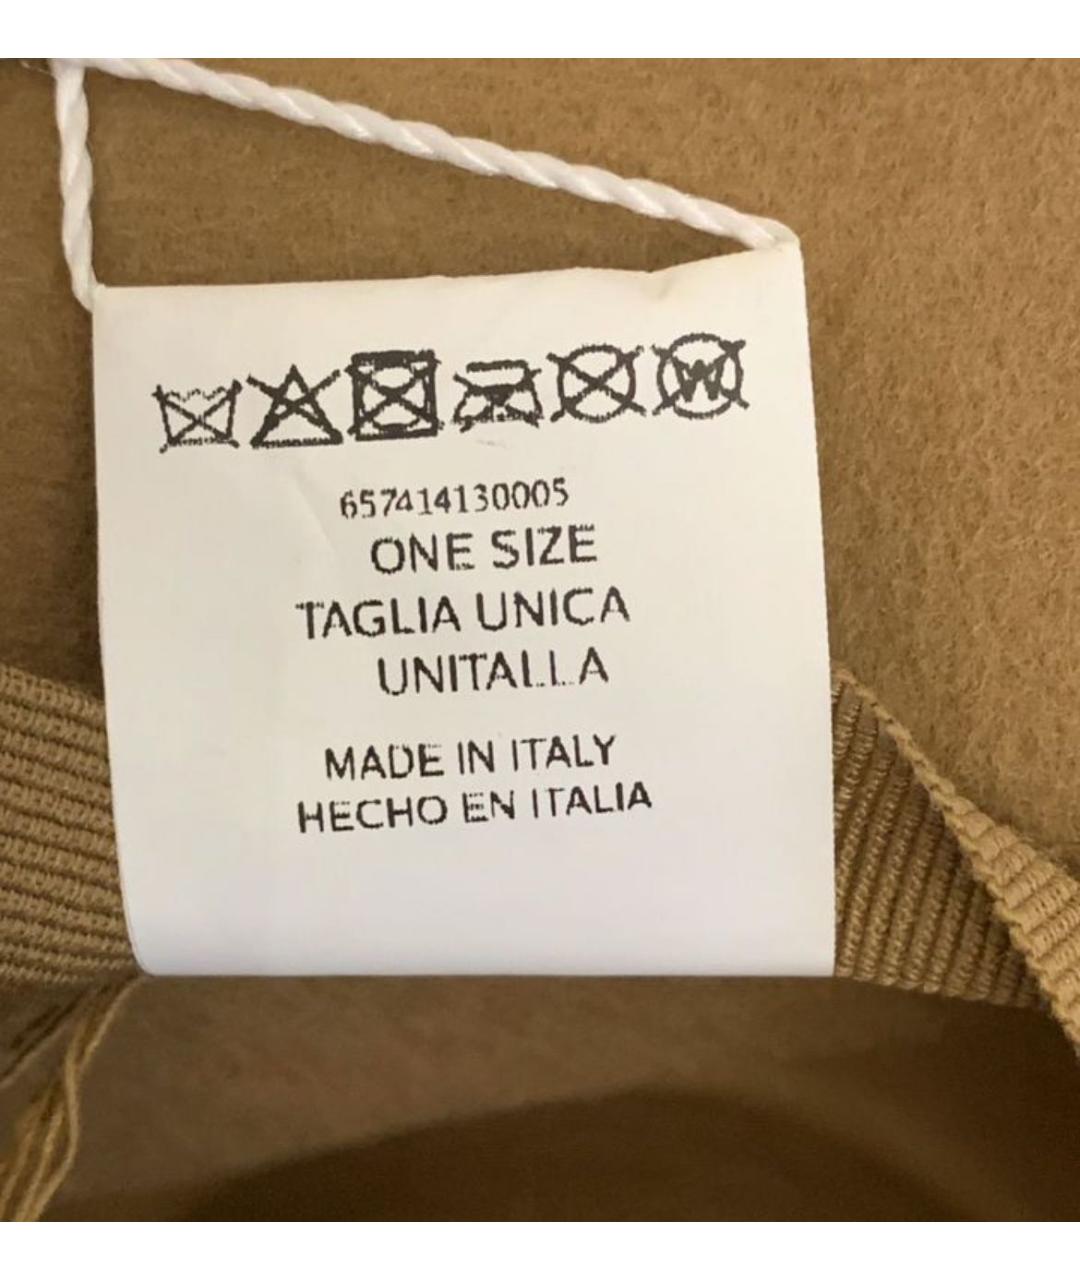 657414130005
ONE SIZE
TAGLIA UNICA
UNITALLA
MADE IN ITALY
HECHO EN ITALIA